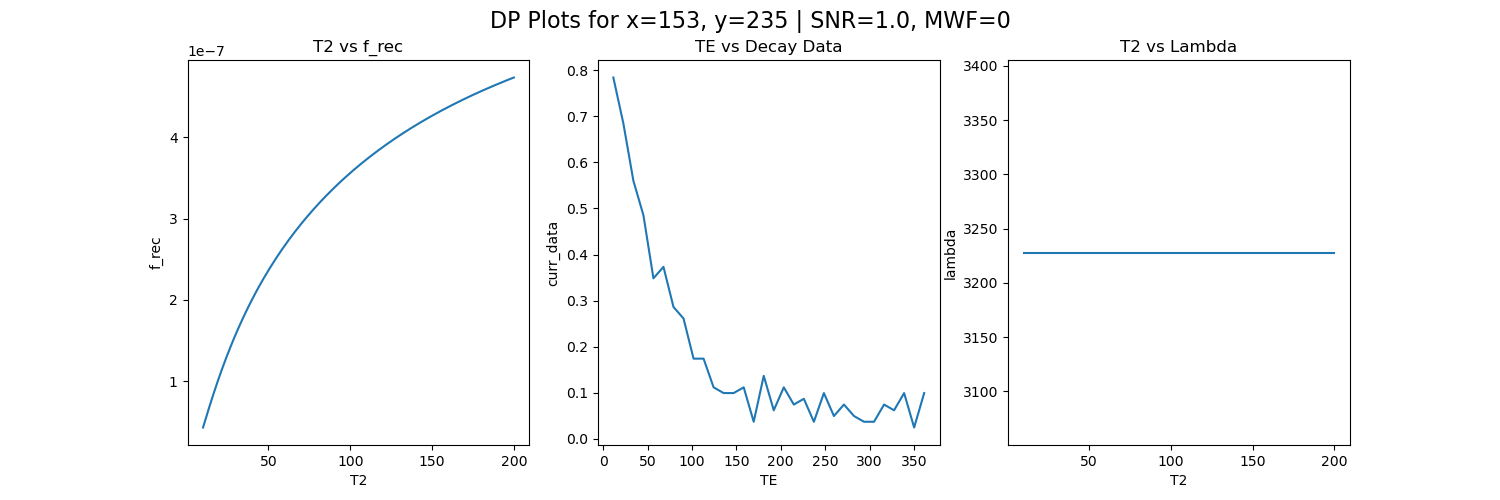 DP Plots for x=153, y=235 | SNR=1.0, MWF=0
T2 vs f_rec
1e−7
4
3
2
1
f_rec
50 100 150 200
T2
TE vs Decay Data
0.8
0.7
0.6
0.5
0.4
0.3
0.2
0.1
0.0
curr_data
0 50 100 150 200 250 300 350
TE
T2 vs Lambda
3400
3350
3300
3250
3200
3150
3100
lambda
50 100 150 200
T2